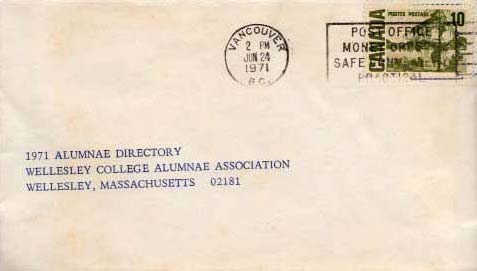 VANCOUVER
2 PM
JUN 24
1971
B.C.
POST OFFICE
MONEY ORDERS
SAFE
PRACTICAL
CANADA
POSTES POSTAGE
10
1971 ALUMNAE DIRECTORY
WELLESLEY COLLEGE ALUMNAE ASSOCIATION
WELLESLEY, MASSACHUSETTS 02181